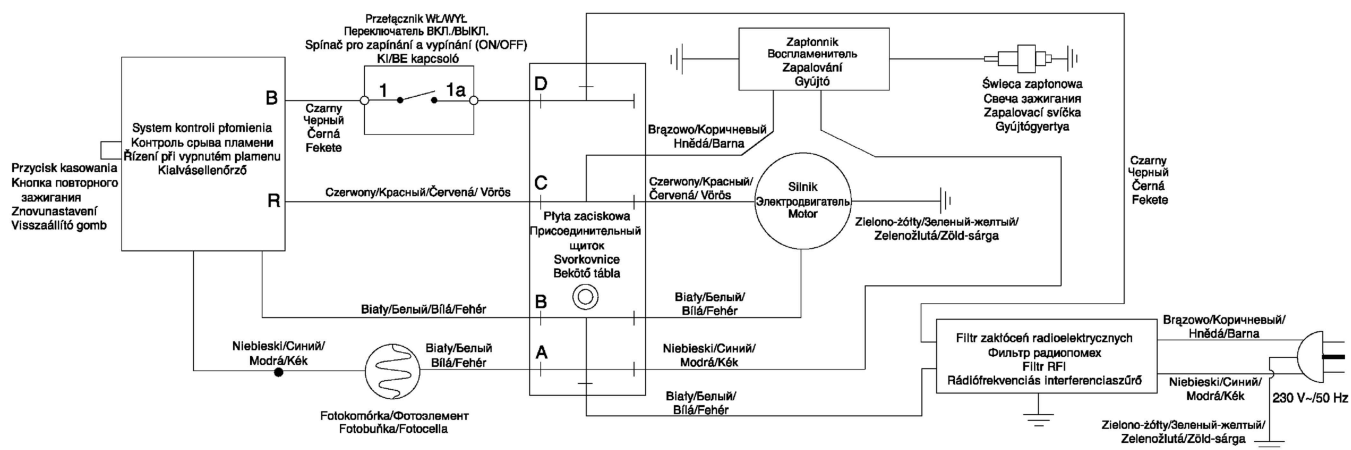 Przełącznik WŁ/WYŁ
Переключатель ВКЛ./ВЫКЛ.
Spínač pro zapínání a vypínání (ON/OFF)
KI/BE kapcsoló
B
1
1a
D
Czarny
Черный
Černá
Fekete
Zapłonnik
Воспламенитель
Zapalování
Gyújtó
Świeca zapłonowa
Свеча зажигания
Zapalovací svíčka
Gyújtógyertya
System kontroli płomienia
Контроль срыва пламени
Řízení při vypnutém plamenu
Kialvásellenőrző
Przycisk kasowania
Кнопка повторного
зажигания
Znovunastavení
Visszaállító gomb
Brązowo/Коричневый
Hnědá/Barna
Czarny
Черный
Černá
Fekete
R
Czerwony/Красный/Červená/ Vörös
C
Czerwony/Красный/
Červená/ Vörös
Silnik
Электродвигатель
Motor
Zielono-żółty/Зеленый-желтый/
Zelenožlutá/Zöld-sárga
Płyta zaciskowa
Присоединительный
щиток
Svorkovnice
Bekötő tábla
Biały/Белый/Bílá/Fehér
B
Biały/Белый/
Bílá/Fehér
Niebieski/Синий/
Modrá/Kék
Biały/Белый
Bílá/Fehér
A
Niebieski/Синий/
Modrá/Kék
Fotokomórka/Фотоэлемент
Fotobuňka/Fotocella
Biały/Белый/
Bílá/Fehér
Filtr zakłóceń radioelektrycznych
Фильтр радиопомех
Filtr RFI
Rádiófrekvenciás interferenciaszűrő
Brązowo/Коричневый/
Hnědá/Barna
Niebieski/Синий/
Modrá/Kék
230 V~/50 Hz
Zielono-żółty/Зеленый-желтый/
Zelenožlutá/Zöld-sárga